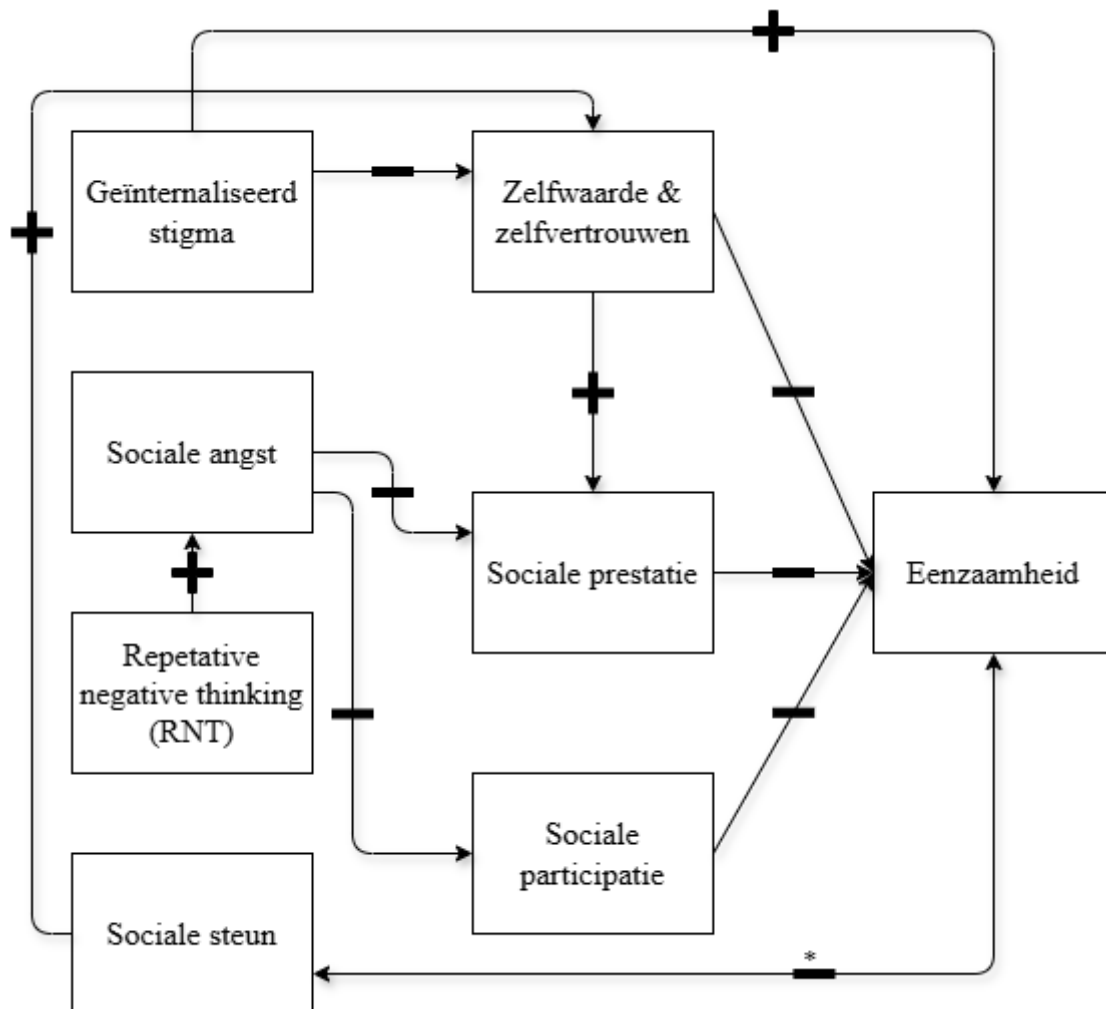 Geïnternaliseerd
stigma
Zelfwaarde &
zelfvertrouwen
Sociale angst
Sociale prestatie
Eenzaamheid
Repetative
negative thinking
(RNT)
Sociale
participatie
Sociale steun
*